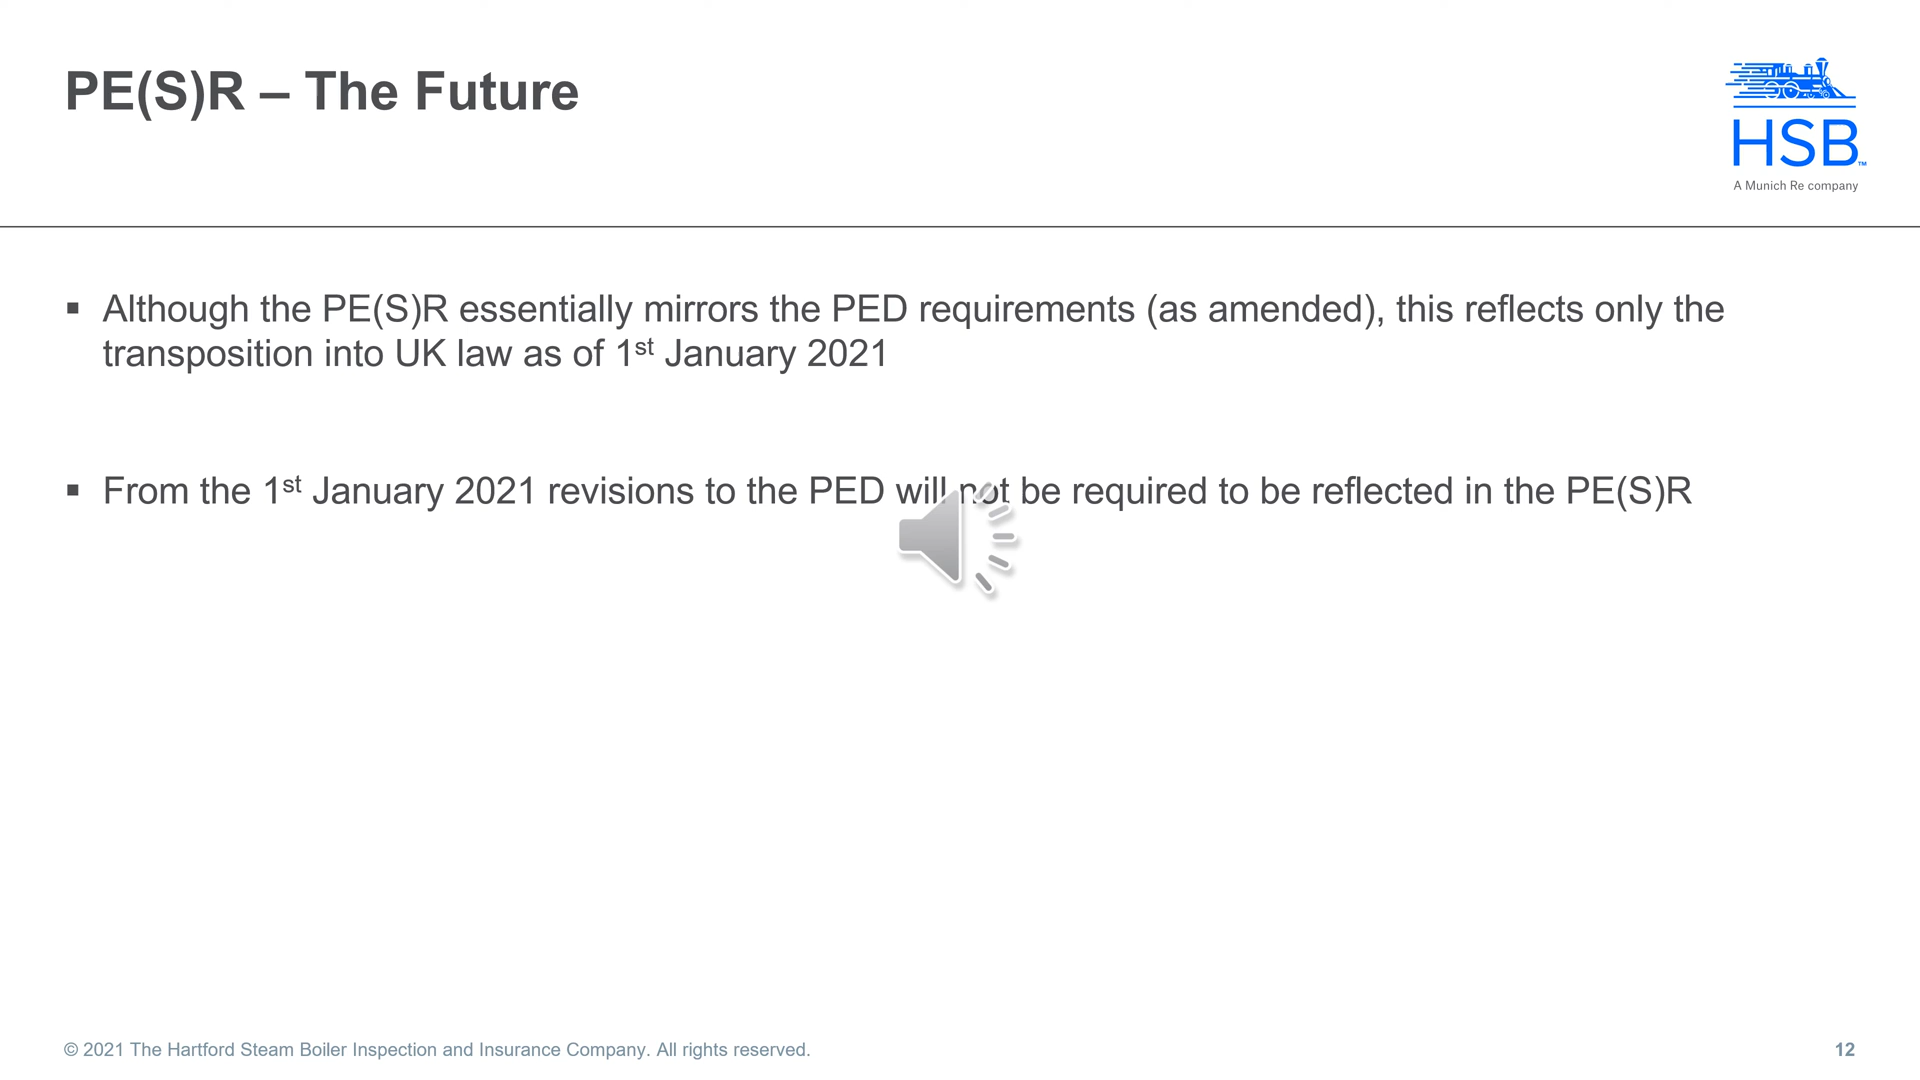 PE(S)R – The Future
HSB™
A Munich Re company
▪ Although the PE(S)R essentially mirrors the PED requirements (as amended), this reflects only the
transposition into UK law as of 1st January 2021
▪ From the 1st January 2021 revisions to the PED will not be required to be reflected in the PE(S)R
© 2021 The Hartford Steam Boiler Inspection and Insurance Company. All rights reserved.
12